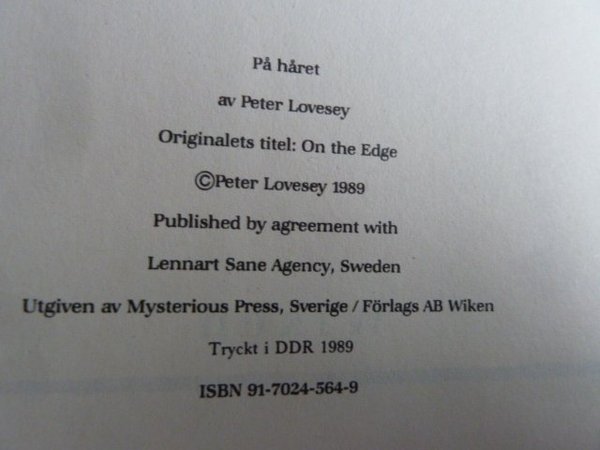 På håret
av Peter Lovesey
Originalets titel: On the Edge
©Peter Lovesey 1989
Published by agreement with
Lennart Sane Agency, Sweden
Utgiven av Mysterious Press, Sverige / Förlags AB Wiken
Tryckt i DDR 1989
ISBN 91-7024-564-9